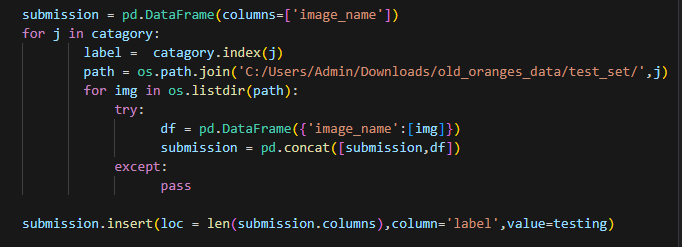 submission = pd.DataFrame(columns=['image_name'])
for j in catagory:
        label =  catagory.index(j)
        path = os.path.join('C:/Users/Admin/Downloads/old_oranges_data/test_set/',j)
        for img in os.listdir(path):
            try:
                  df = pd.DataFrame({'image_name':[img]})
                  submission = pd.concat([submission,df])
            except:
                  pass

submission.insert(loc = len(submission.columns),column='label',value=testing)